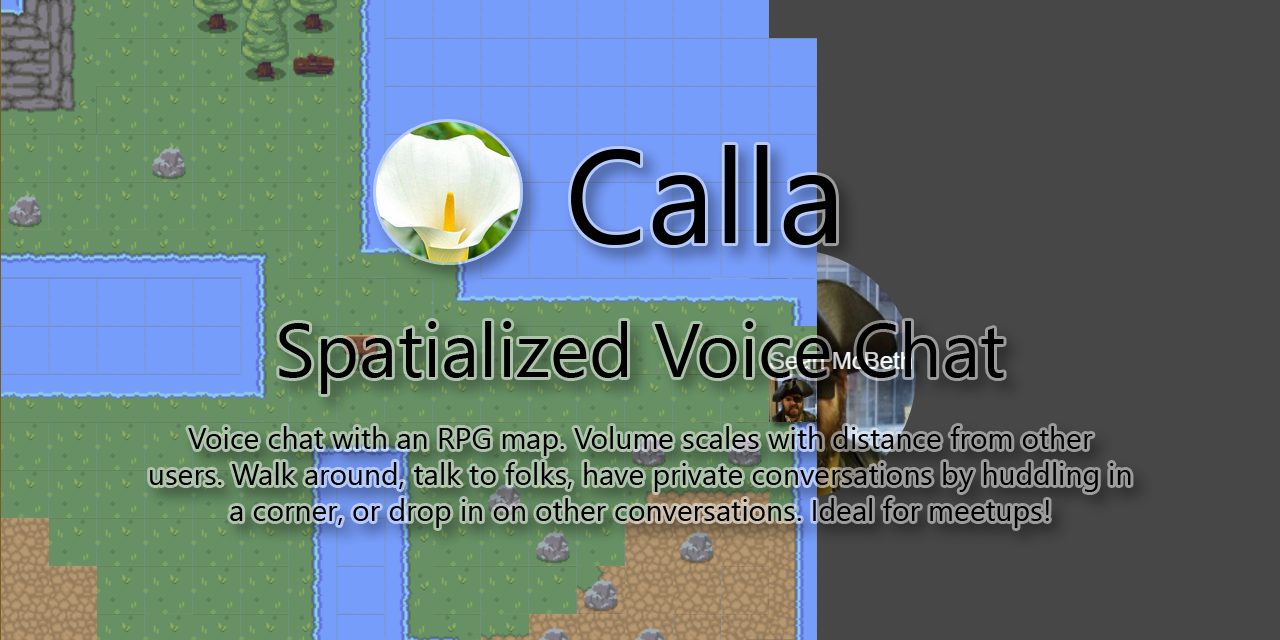 Calla
Spatialized Voice Chat
Sean McBeth
Voice chat with an RPG map. Volume scales with distance from other
users. Walk around, talk to folks, have private conversations by huddling in
a corner, or drop in on other conversations. Ideal for meetups!